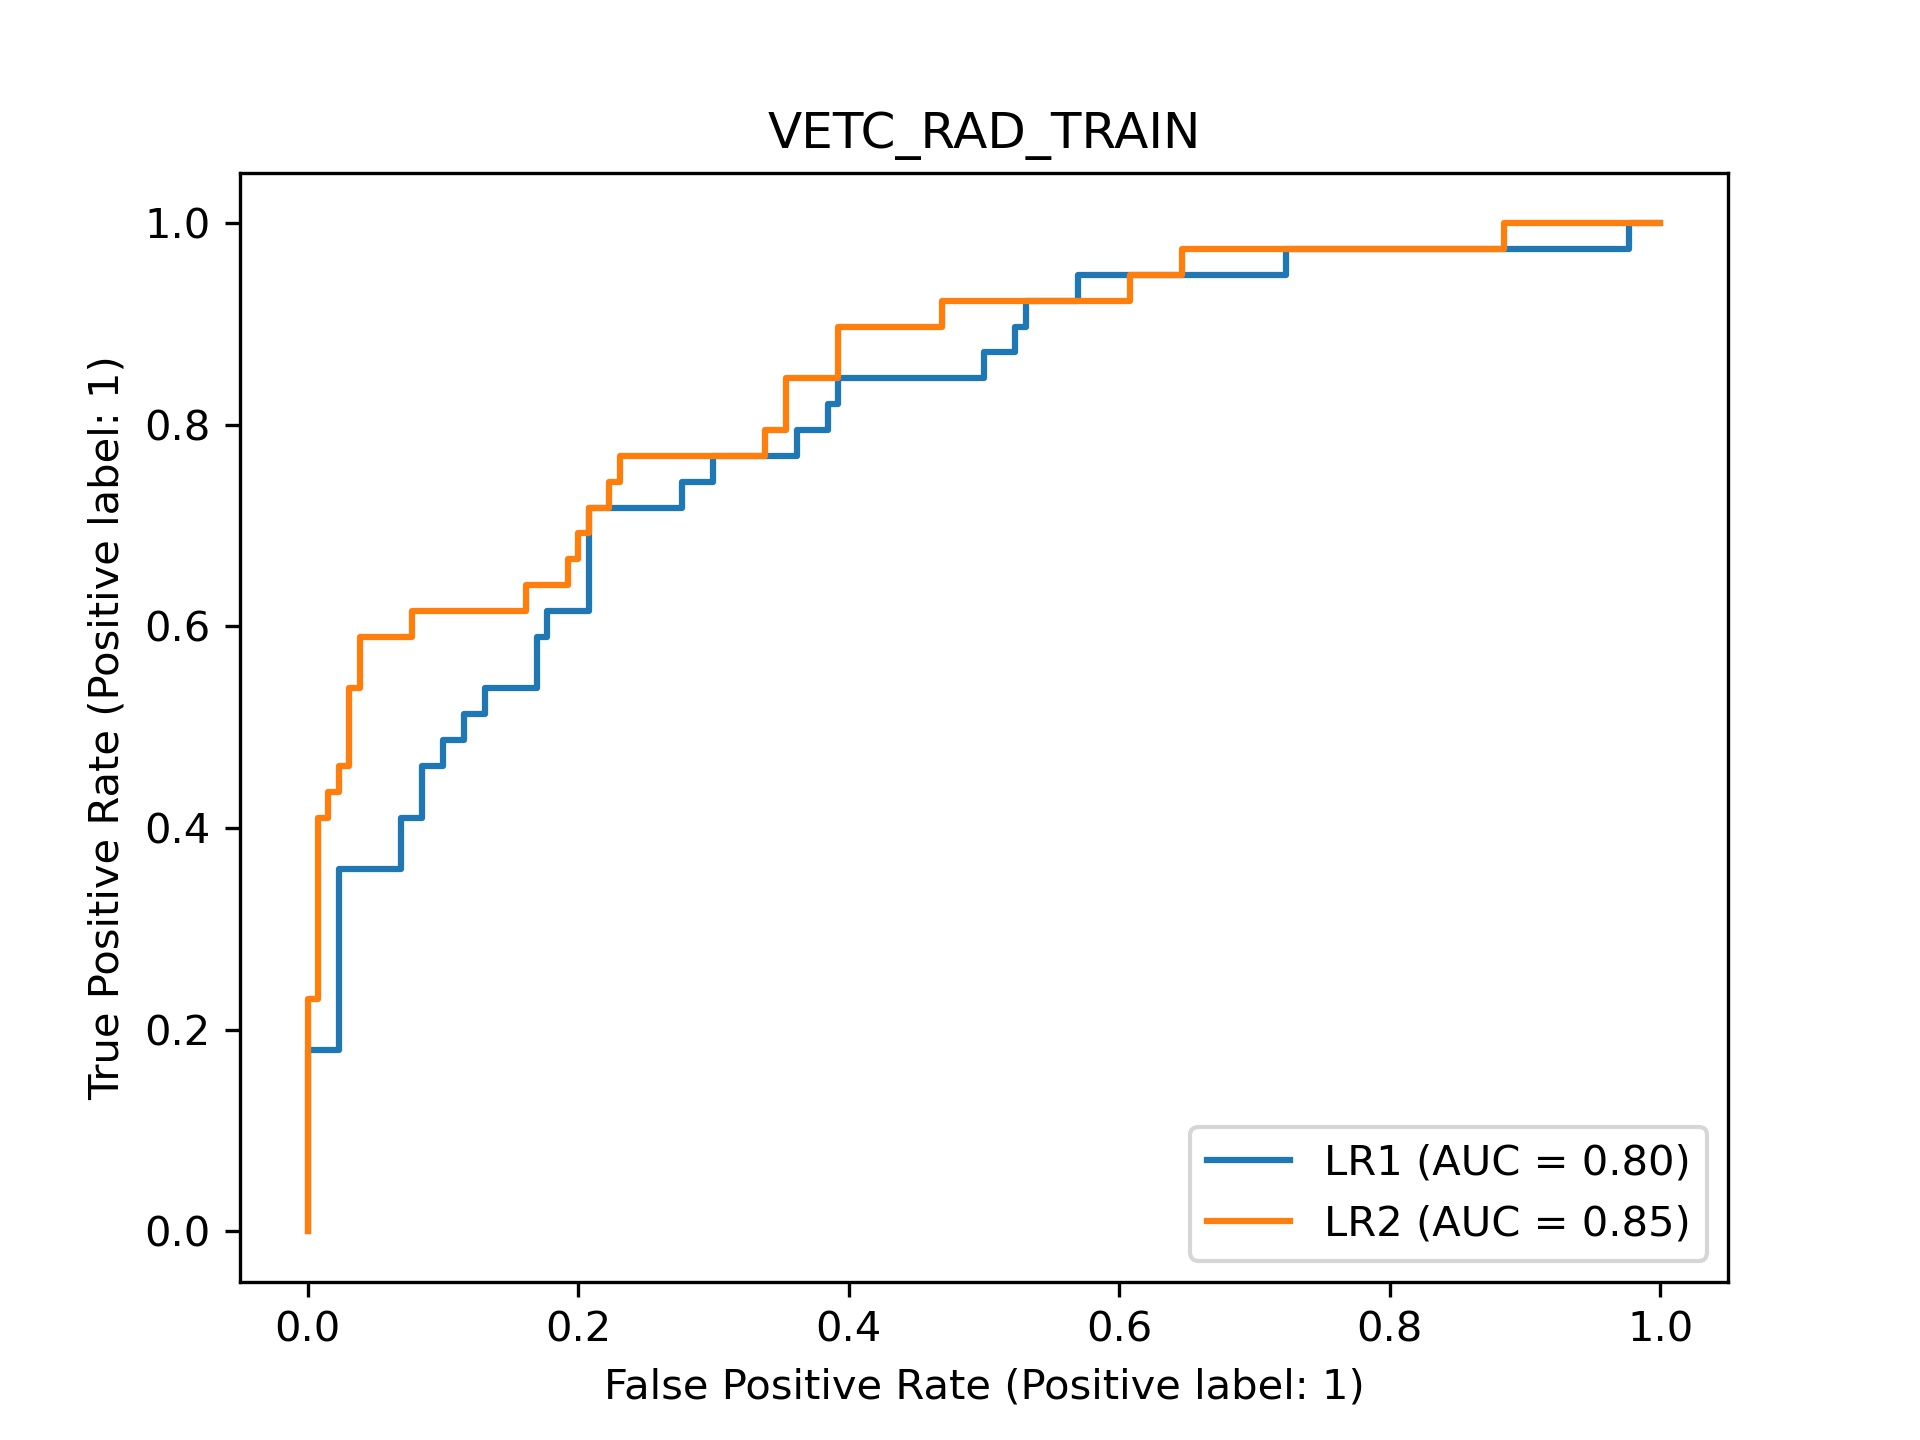 VETC_RAD_TRAIN
True Positive Rate (Positive label: 1)
1.0
0.8
0.6
0.4
0.2
0.0
LR1 (AUC = 0.80)
LR2 (AUC = 0.85)
0.0 0.2 0.4 0.6 0.8 1.0
False Positive Rate (Positive label: 1)